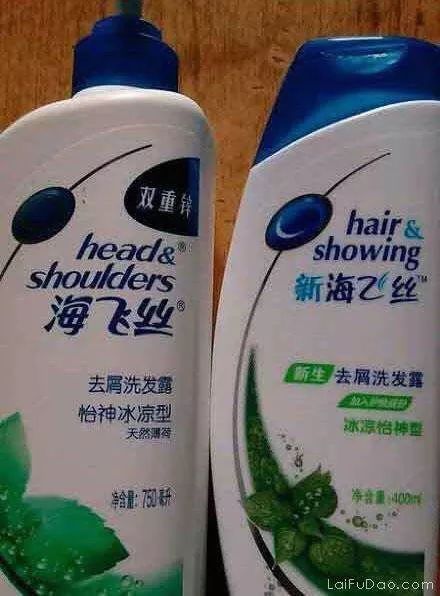 双重锌
head&®
shoulders
海飞丝®
去屑洗发露
怡神冰凉型
天然薄荷
净含量:750毫升
hair&
showing
新海飞丝™
新生 去屑洗发露
冰凉怡神型
净含量:400ml
LaiFuDao.com